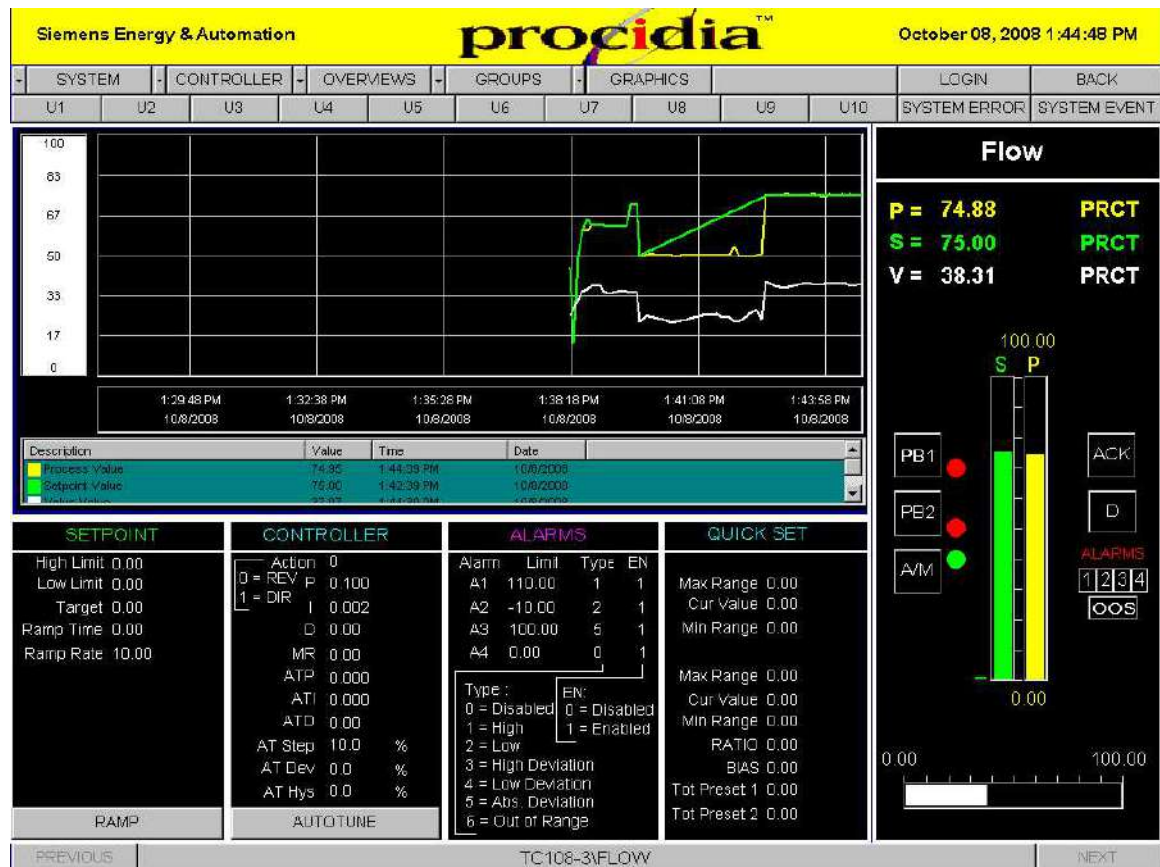 Siemens Energy & Automation
procidia™
October 08, 2008 1:44:48 PM
SYSTEM CONTROLLER OVERVIEWS GROUPS GRAPHICS LOGIN BACK
U1 U2 U3 U4 U5 U6 U7 U8 U9 U10 SYSTEM ERROR SYSTEM EVENT
100
83
67
50
33
17
0
1:29:48 PM 1:32:38 PM 1:35:28 PM 1:38:18 PM 1:41:08 PM 1:43:58 PM
10/8/2008 10/8/2008 10/8/2008 10/8/2008 10/8/2008 10/8/2008
Description Value Time Date
Process Value 74.95 1:44:39 PM 10/8/2008
Setpoint Value 75.00 1:42:39 PM 10/8/2008
Flow
P = 74.88 PRCT
S = 75.00 PRCT
V = 38.31 PRCT
100.00
S P
PB1 ACK
PB2 D
A/M ALARMS
1 2 3 4
OOS
0.00
0.00 100.00
SETPOINT
High Limit 0.00
Low Limit 0.00
Target 0.00
Ramp Time 0.00
Ramp Rate 10.00
RAMP
CONTROLLER
Action 0
0 = REV
1 = DIR
P 0.100
I 0.002
D 0.00
MR 0.00
ATP 0.000
ATI 0.000
ATD 0.00
AT Step 10.0 %
AT Dev 0.0 %
AT Hys 0.0 %
AUTOTUNE
ALARMS
Alarm Limit Type EN
A1 110.00 1 1
A2 -10.00 2 1
A3 100.00 5 1
A4 0.00 0 1
Type :
0 = Disabled
1 = High
2 = Low
3 = High Deviation
4 = Low Deviation
5 = Abs. Deviation
6 = Out of Range
EN:
0 = Disabled
1 = Enabled
QUICK SET
Max Range 0.00
Cur Value 0.00
Min Range 0.00
Max Range 0.00
Cur Value 0.00
Min Range 0.00
RATIO 0.00
BIAS 0.00
Tot Preset 1 0.00
Tot Preset 2 0.00
PREVIOUS TC108-3\FLOW NEXT